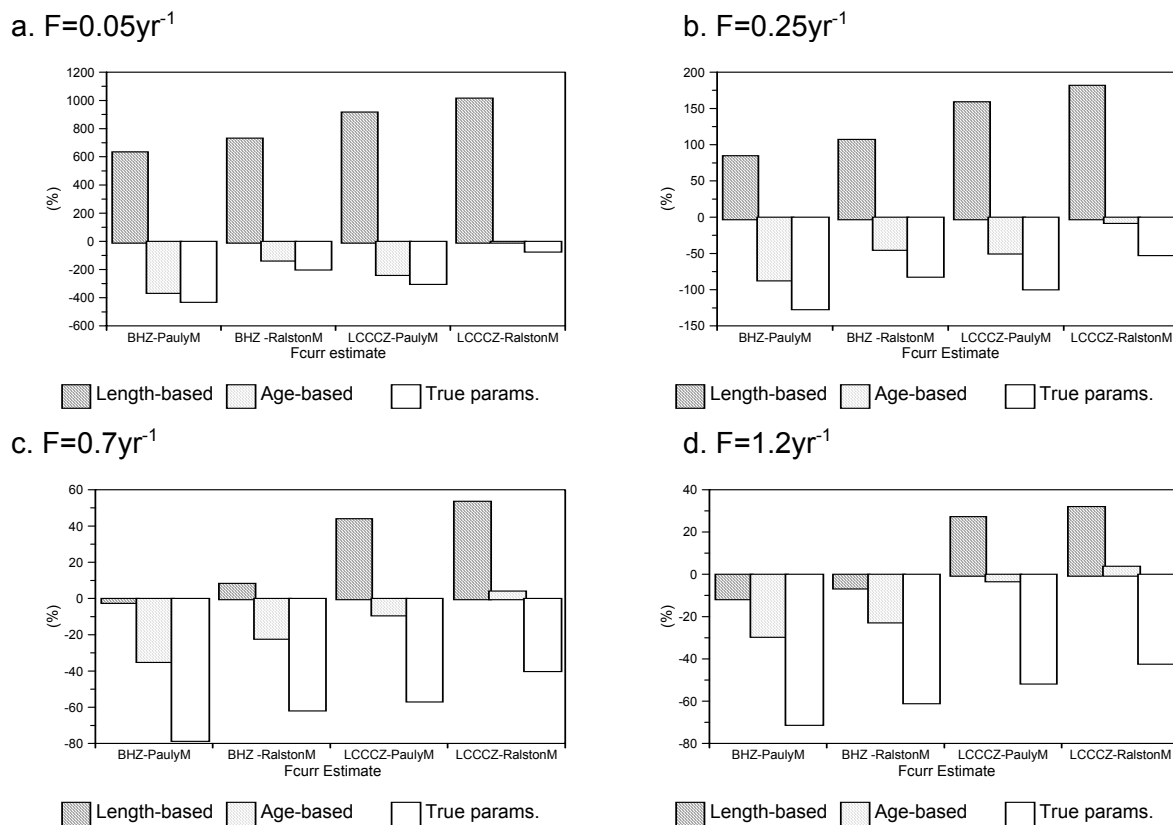 a. F=0.05yr-1
1200
1000
800
600
400
200
0
-200
-400
-600
(%)
BHZ-PaulyM BHZ -RalstonM LCCCZ-PaulyM LCCCZ-RalstonM
Fcurr estimate
Length-based Age-based True params.
b. F=0.25yr-1
200
150
100
50
0
-50
-100
-150
(%)
BHZ-PaulyM BHZ -RalstonM LCCCZ-PaulyM LCCCZ-RalstonM
Fcurr Estimate
Length-based Age-based True params.
c. F=0.7yr-1
60
40
20
0
-20
-40
-60
-80
(%)
BHZ-PaulyM BHZ -RalstonM LCCCZ-PaulyM LCCCZ-RalstonM
Fcurr Estimate
Length-based Age-based True params.
d. F=1.2yr-1
40
20
0
-20
-40
-60
-80
(%)
BHZ-PaulyM BHZ -RalstonM LCCCZ-PaulyM LCCCZ-RalstonM
Fcurr Estimate
Length-based Age-based True params.